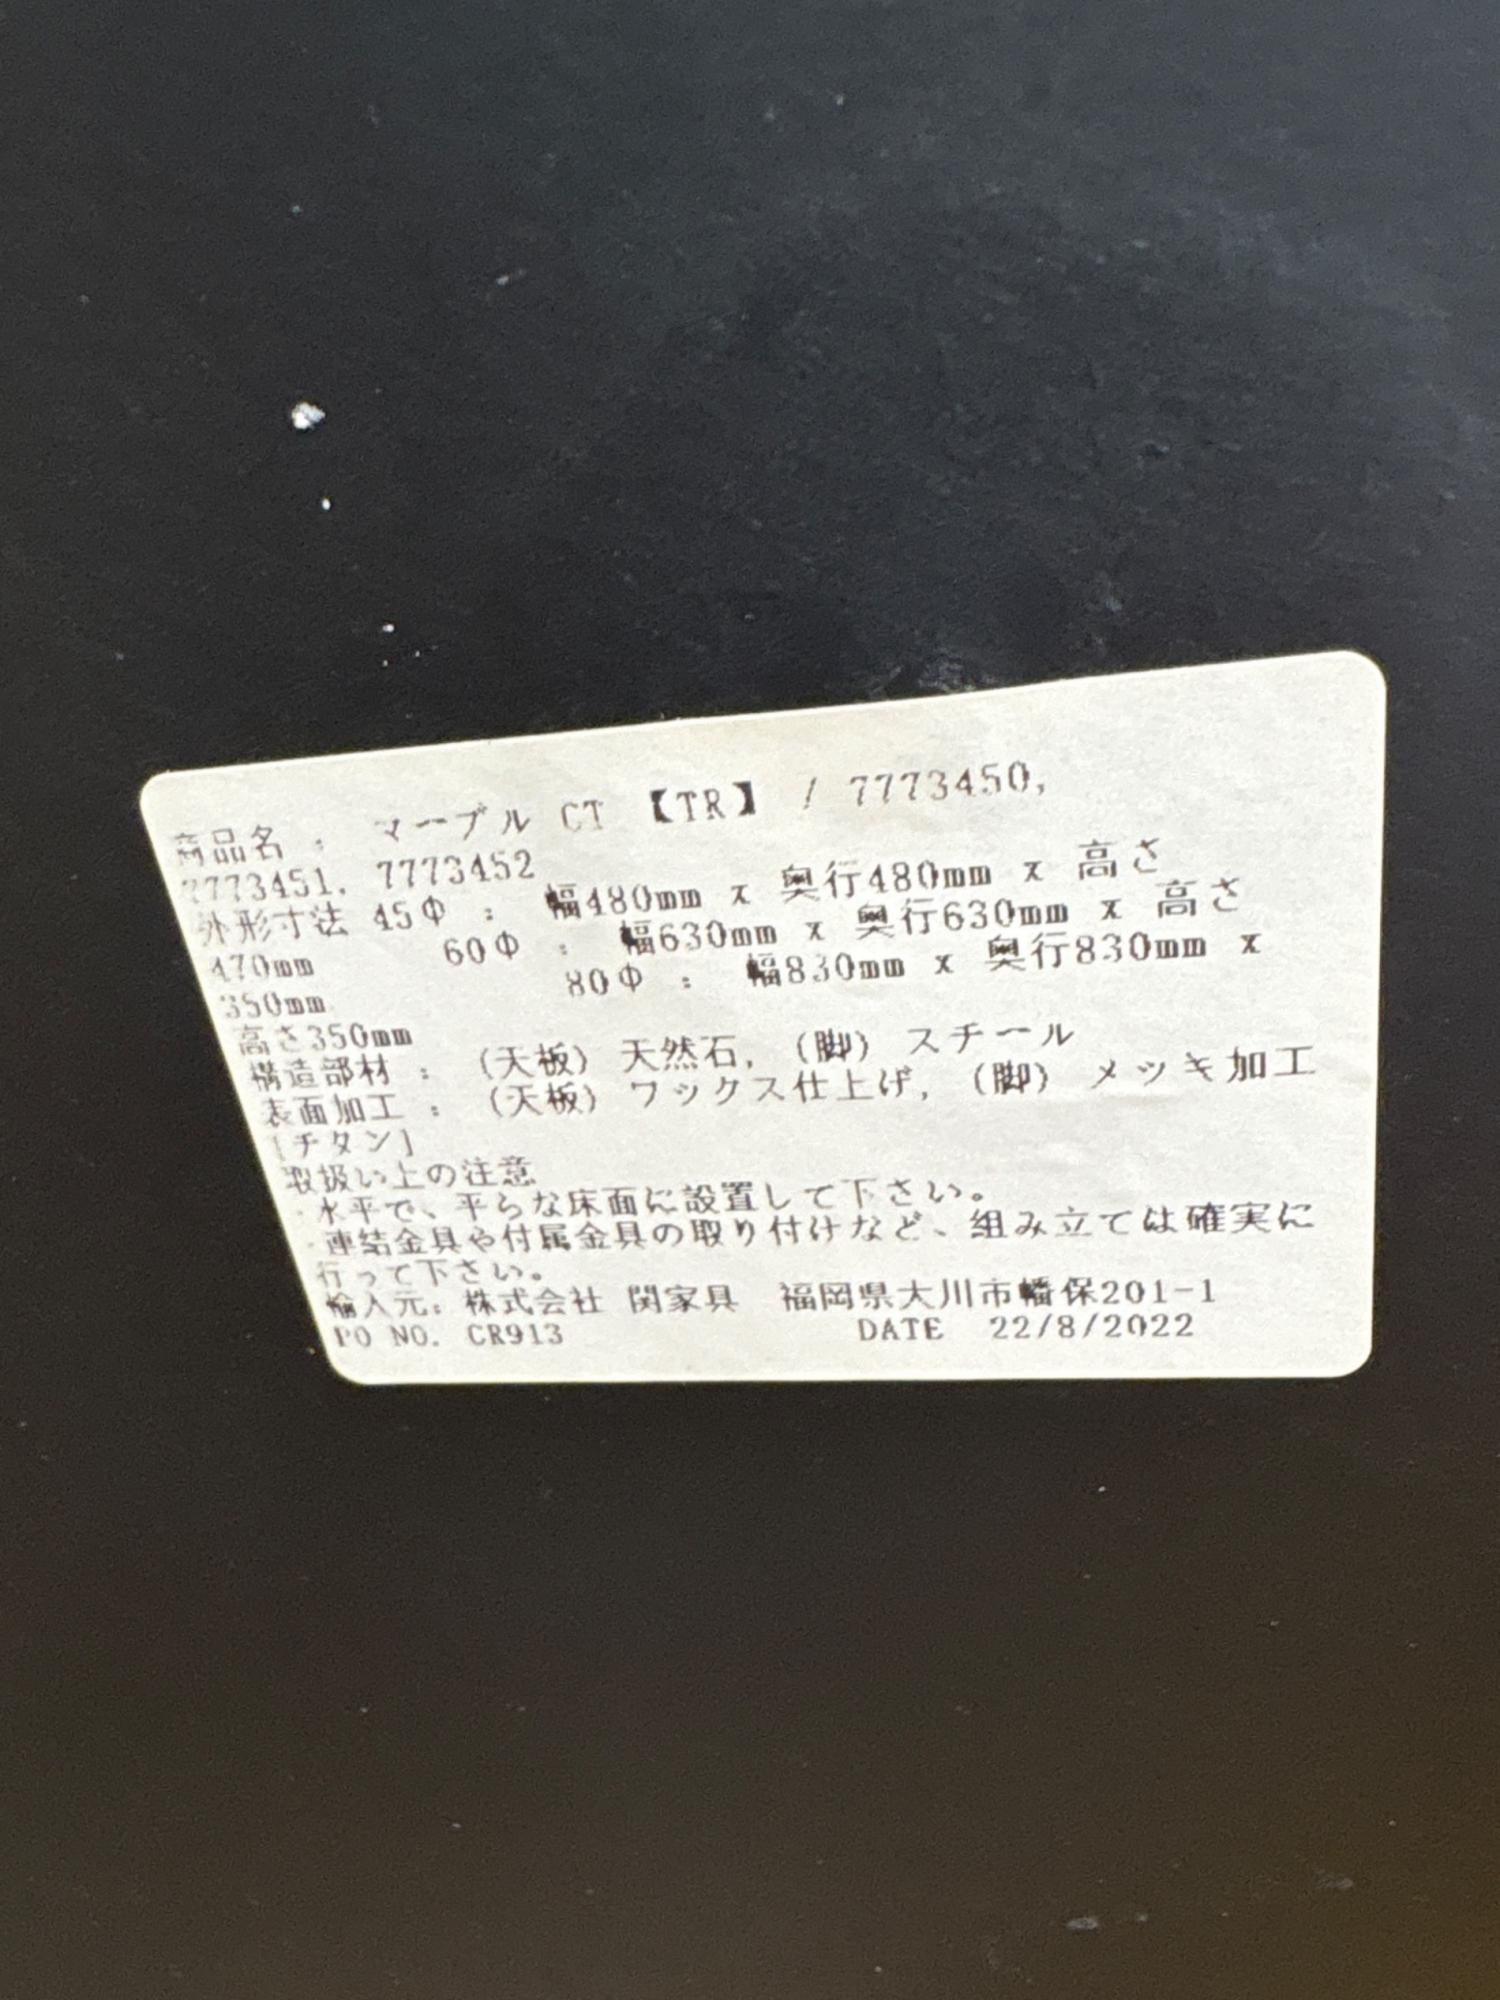 商品名 : マーブル CT 【TR】 / 7773450,
7773451, 7773452
外形寸法 45Φ : 幅480mm x 奥行480mm x 高さ
470mm 60Φ : 幅630mm x 奥行630mm x 高さ
350mm 80Φ : 幅830mm x 奥行830mm x
高さ350mm
構造部材 : (天板) 天然石, (脚) スチール
表面加工 : (天板) ワックス仕上げ, (脚) メッキ加工
[チタン]
取扱い上の注意
・水平で、平らな床面に設置して下さい。
・連結金具や付属金具の取り付けなど、組み立ては確実に
行って下さい。
輸入元: 株式会社 関家具 福岡県大川市幡保201-1
PO NO. CR913 DATE 22/8/2022